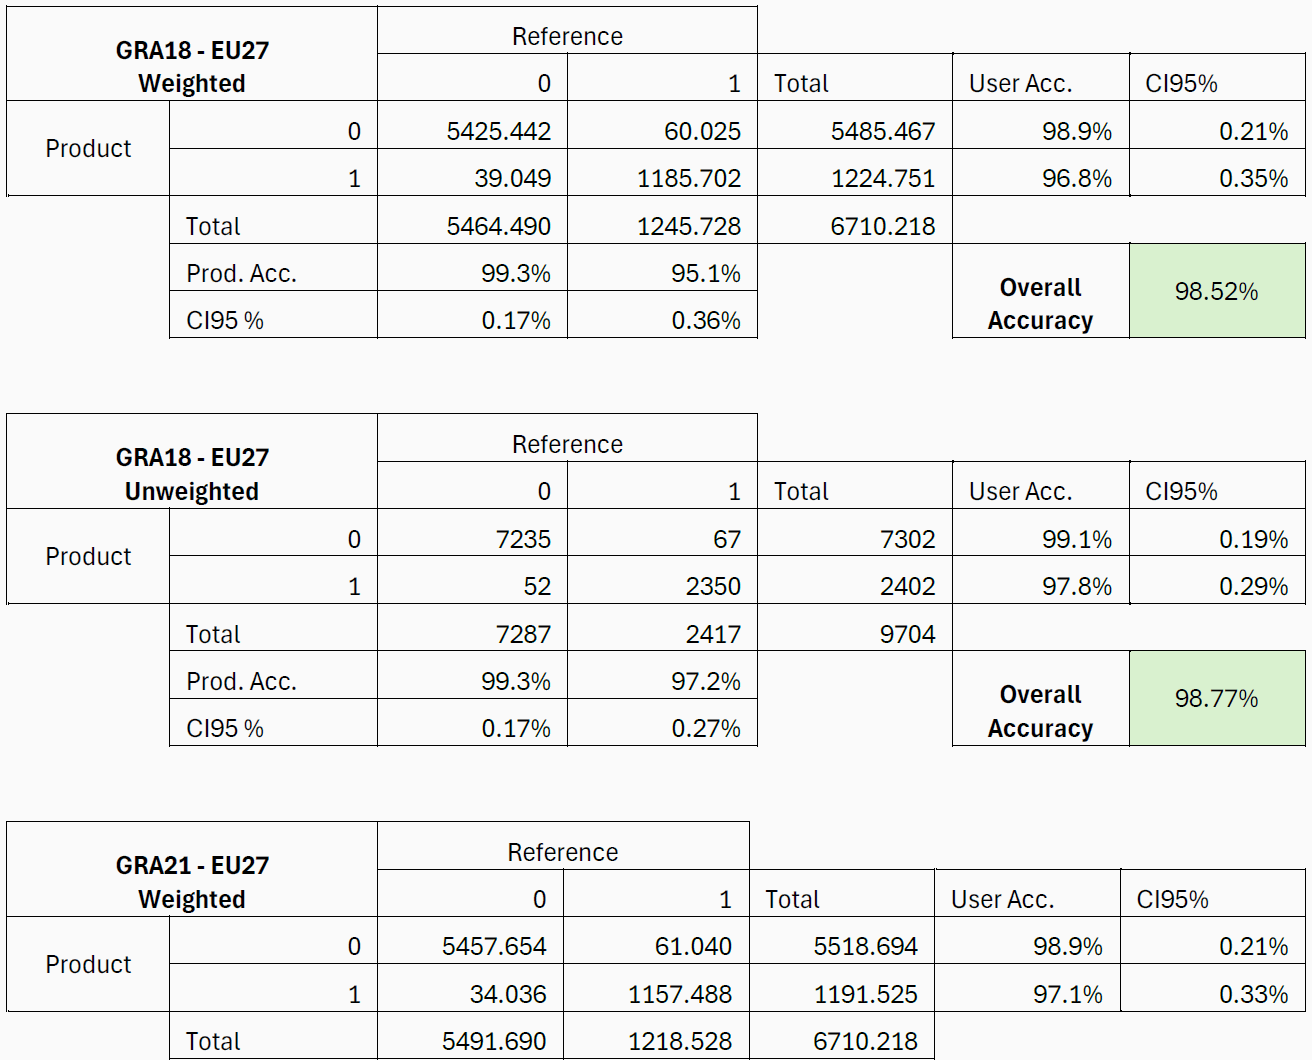 GRA18 - EU27
Weighted
Reference
0 1 Total User Acc. CI95%
Product
0 5425.442 60.025 5485.467 98.9% 0.21%
1 39.049 1185.702 1224.751 96.8% 0.35%
Total 5464.490 1245.728 6710.218
Prod. Acc. 99.3% 95.1%
Overall
Accuracy
98.52%
CI95 % 0.17% 0.36%
GRA18 - EU27
Unweighted
Reference
0 1 Total User Acc. CI95%
Product
0 7235 67 7302 99.1% 0.19%
1 52 2350 2402 97.8% 0.29%
Total 7287 2417 9704
Prod. Acc. 99.3% 97.2%
Overall
Accuracy
98.77%
CI95 % 0.17% 0.27%
GRA21 - EU27
Weighted
Reference
0 1 Total User Acc. CI95%
Product
0 5457.654 61.040 5518.694 98.9% 0.21%
1 34.036 1157.488 1191.525 97.1% 0.33%
Total 5491.690 1218.528 6710.218